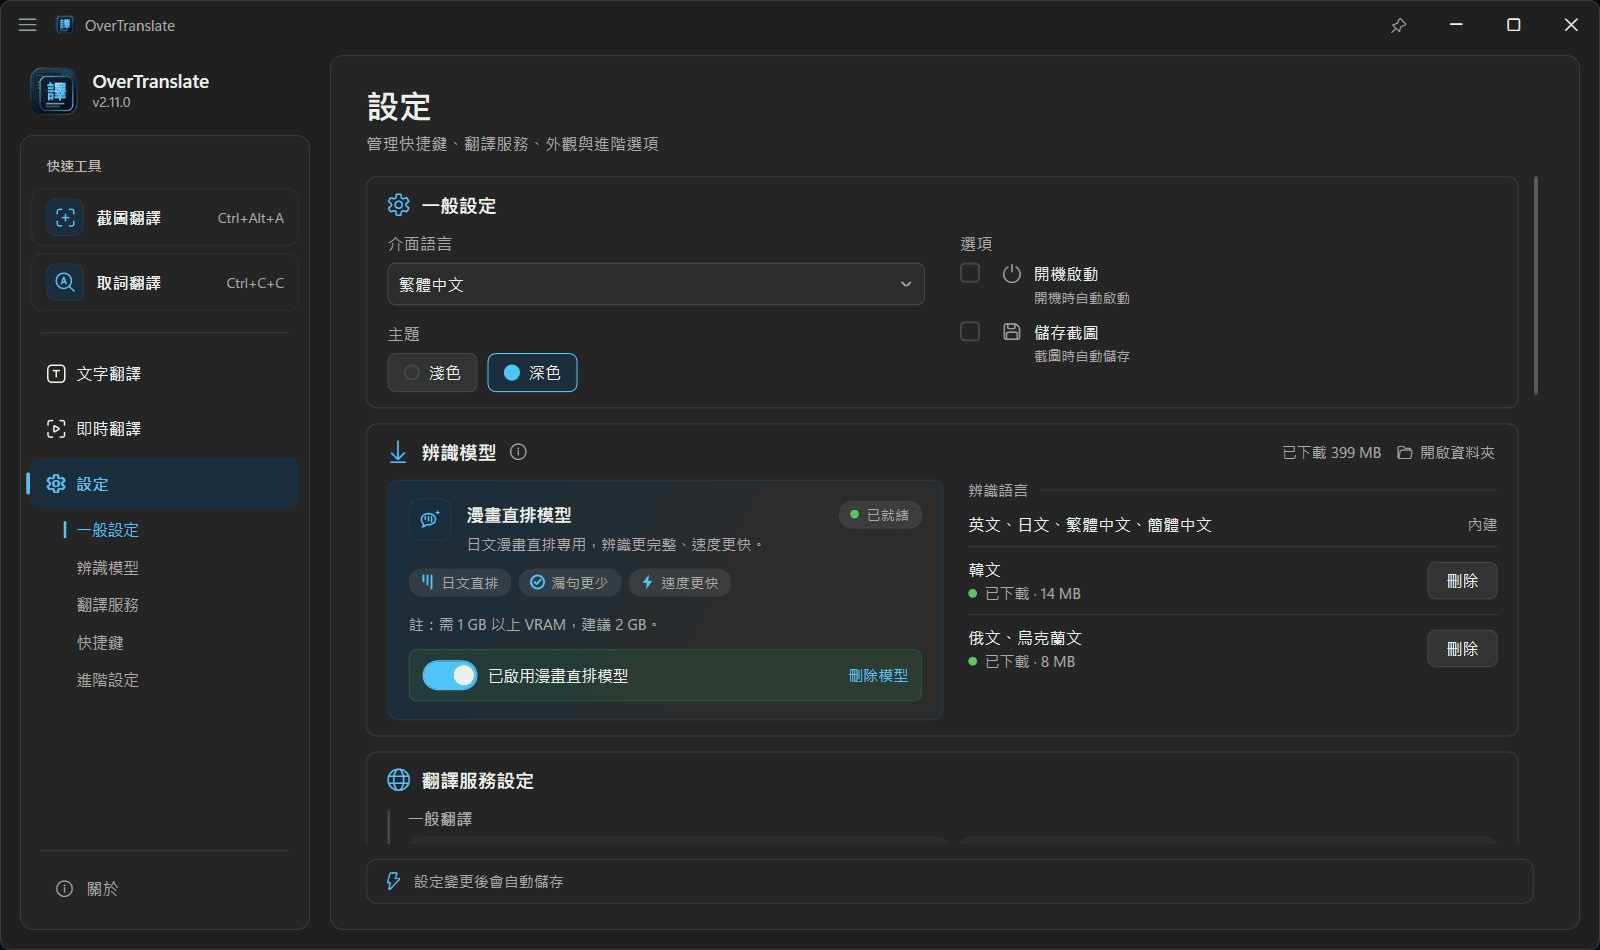 OverTranslate
OverTranslate
v2.11.0
快速工具
截圖翻譯 Ctrl+Alt+A
取詞翻譯 Ctrl+C+C
文字翻譯
即時翻譯
設定
一般設定
辨識模型
翻譯服務
快捷鍵
進階設定
關於
設定
管理快捷鍵、翻譯服務、外觀與進階選項
一般設定
介面語言
繁體中文
主題
淺色
深色
選項
開機啟動
開機時自動啟動
儲存截圖
截圖時自動儲存
辨識模型
已下載 399 MB 開啟資料夾
漫畫直排模型
已就緒
日文漫畫直排專用，辨識更完整、速度更快。
日文直排 漏句更少 速度更快
註：需 1 GB 以上 VRAM，建議 2 GB。
已啟用漫畫直排模型 刪除模型
辨識語言
英文、日文、繁體中文、簡體中文 內建
韓文
已下載 · 14 MB
刪除
俄文、烏克蘭文
已下載 · 8 MB
刪除
翻譯服務設定
一般翻譯
設定變更後會自動儲存
譯
譯